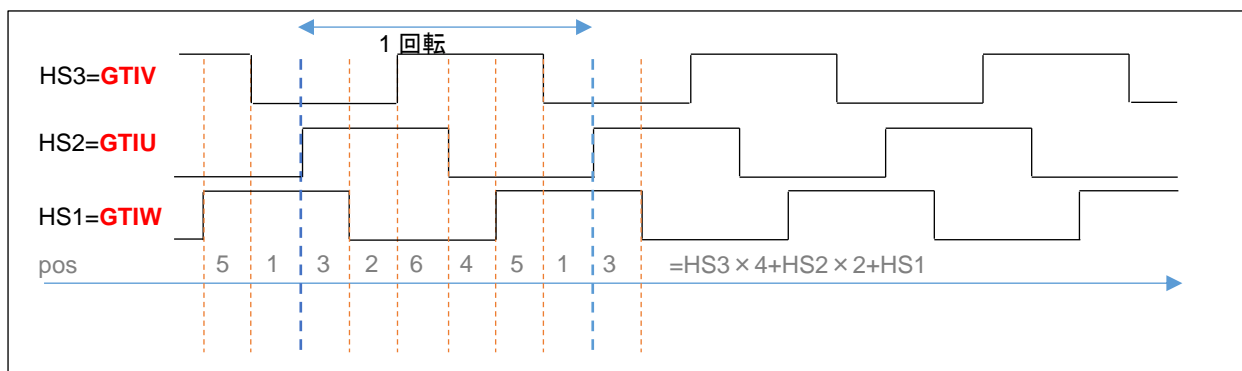 1 回転
HS3=GTIV
HS2=GTIU
HS1=GTIW
pos 5 1 3 2 6 4 5 1 3 =HS3×4+HS2×2+HS1